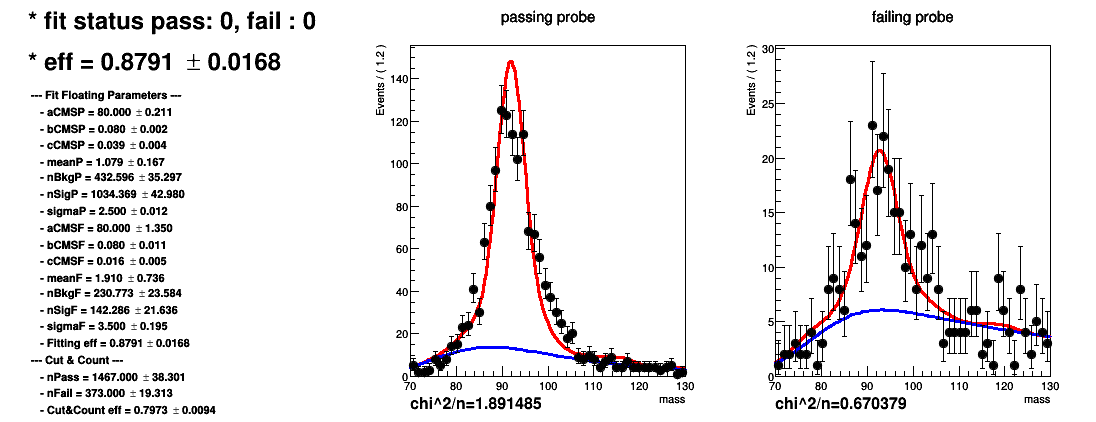 * fit status pass: 0, fail : 0
* eff = 0.8791 ± 0.0168
--- Fit Floating Parameters ---
- aCMSP = 80.000 ± 0.211
- bCMSP = 0.080 ± 0.002
- cCMSP = 0.039 ± 0.004
- meanP = 1.079 ± 0.167
- nBkgP = 432.596 ± 35.297
- nSigP = 1034.369 ± 42.980
- sigmaP = 2.500 ± 0.012
- aCMSF = 80.000 ± 1.350
- bCMSF = 0.080 ± 0.011
- cCMSF = 0.016 ± 0.005
- meanF = 1.910 ± 0.736
- nBkgF = 230.773 ± 23.584
- nSigF = 142.286 ± 21.636
- sigmaF = 3.500 ± 0.195
- Fitting eff = 0.8791 ± 0.0168
--- Cut & Count ---
- nPass = 1467.000 ± 38.301
- nFail = 373.000 ± 19.313
- Cut&Count eff = 0.7973 ± 0.0094
passing probe
Events / ( 1.2 )
140
120
100
80
60
40
20
0
70 80 90 100 110 120 130
mass
chi^2/n=1.891485
failing probe
Events / ( 1.2 )
30
25
20
15
10
5
0
70 80 90 100 110 120 130
mass
chi^2/n=0.670379